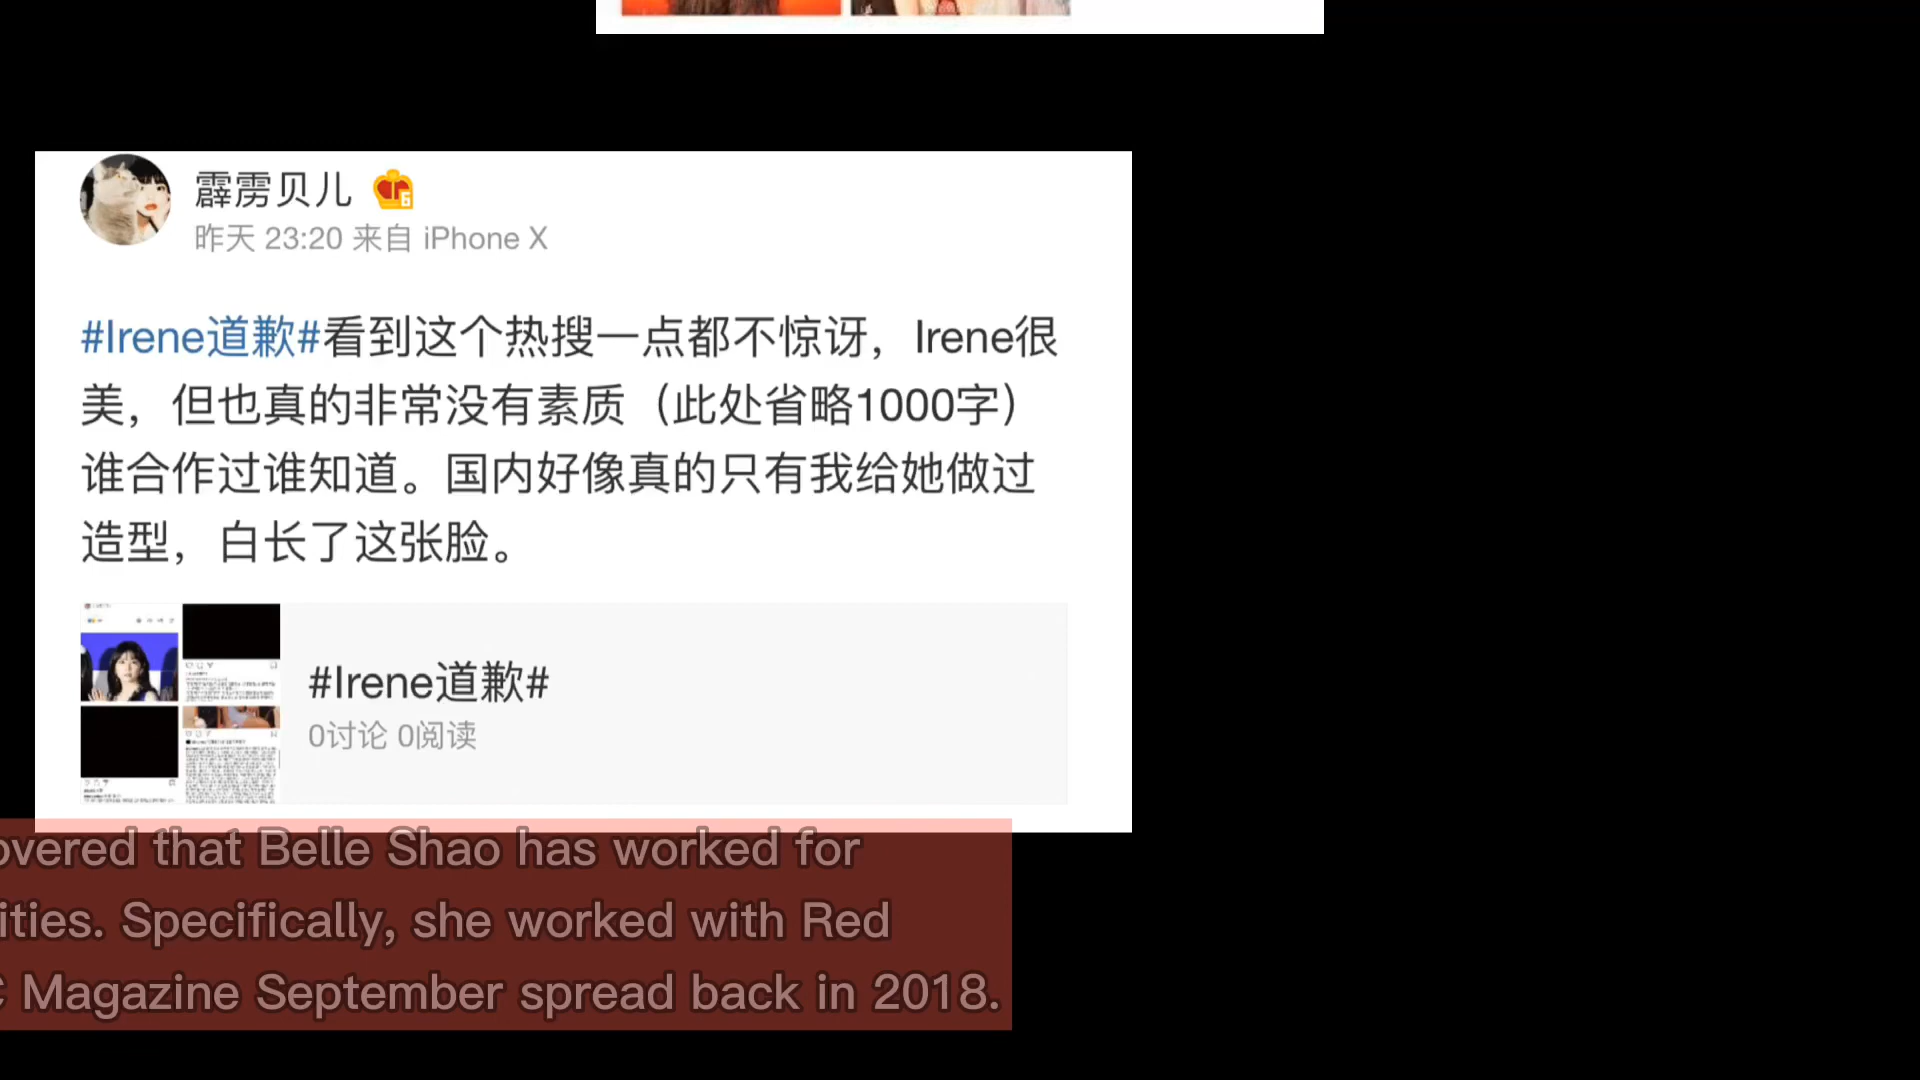 霹雳贝儿
昨天 23:20 来自 iPhone X
#Irene道歉#看到这个热搜一点都不惊讶，Irene很
美，但也真的非常没有素质（此处省略1000字）
谁合作过谁知道。国内好像真的只有我给她做过
造型，白长了这张脸。
#Irene道歉#
0讨论 0阅读
overed that Belle Shao has worked for
ities. Specifically, she worked with Red
C Magazine September spread back in 2018.